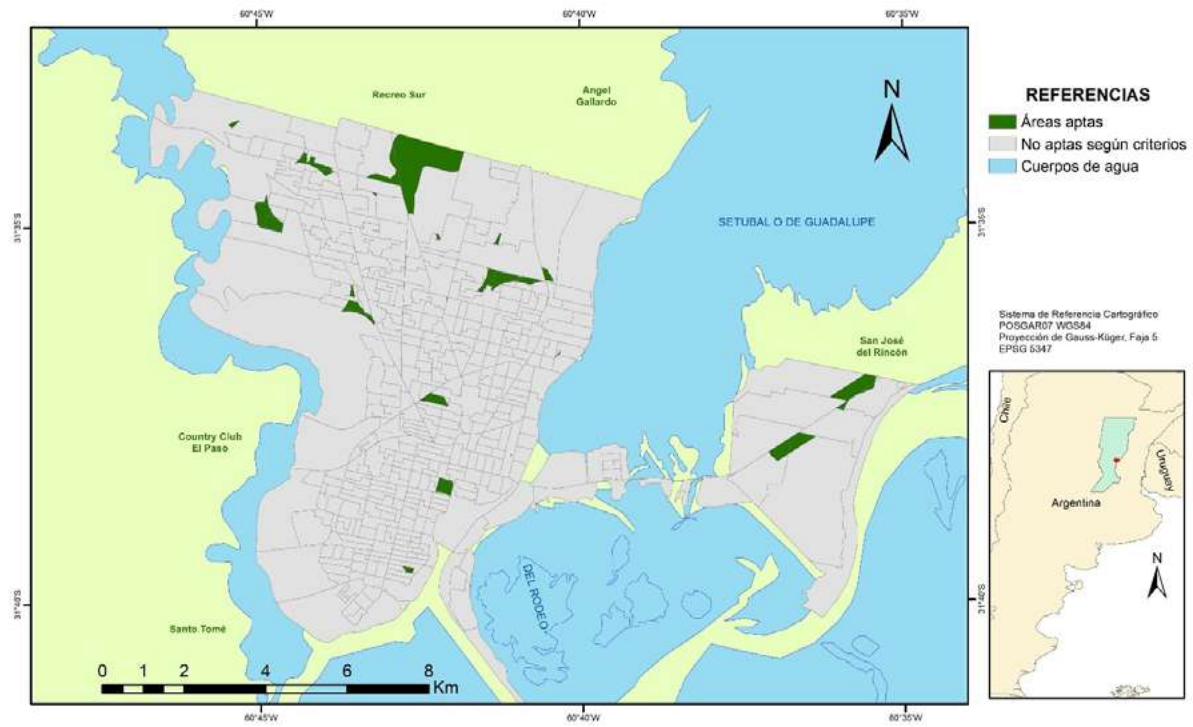 60°45'W
60°40'W
60°35'W
Recreo Sur
Angel
Gallardo
N
REFERENCIAS
Áreas aptas
No aptas según criterios
Cuerpos de agua
31°35'S
SETUBAL O DE GUADALUPE
31°35'S
Sistema de Referencia Cartográfico
POSGAR07 WGS84
Proyección de Gauss-Küger, Faja 5
EPSG 5347
San José
del Rincón
Country Club
El Paso
Chile
Uruguay
Argentina
N
DEL RODEO
31°40'S
31°40'S
Santo Tomé
0 1 2 4 6 8
Km
60°45'W
60°40'W
60°35'W